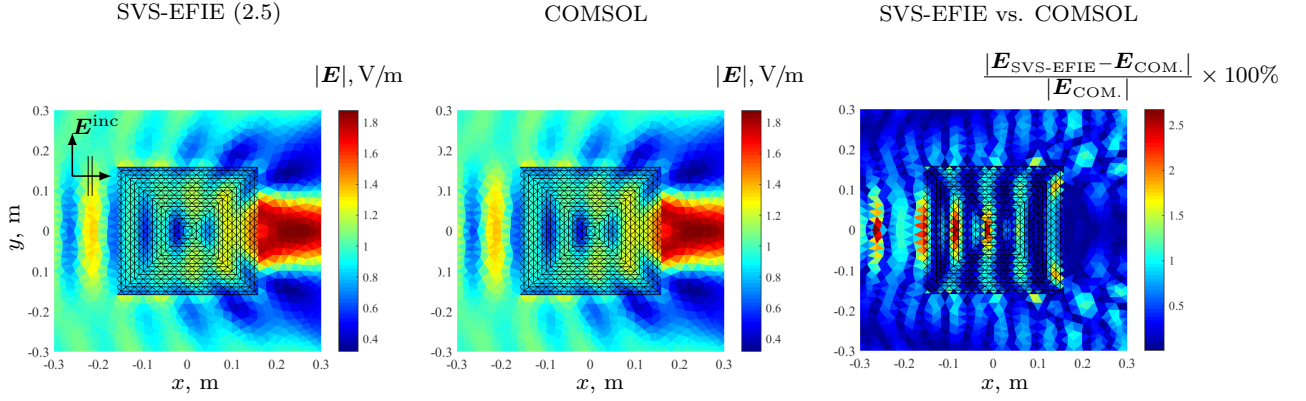 SVS-EFIE (2.5)
|E|, V/m
E^inc
0.3
0.2
0.1
0
0.1
-0.2
-0.3
y, m
-0.3 -0.2 -0.1 0 0.1 0.2 0.3
x, m
1.8
1.6
1.4
1.2
1
0.8
0.6
0.4
COMSOL
|E|, V/m
0.3
0.2
0.1
0
0.1
-0.2
-0.3
-0.3 -0.2 -0.1 0 0.1 0.2 0.3
x, m
1.8
1.6
1.4
1.2
1
0.8
0.6
0.4
SVS-EFIE vs. COMSOL
|E_SVS-EFIE − E_COM.|
|E_COM.|
× 100%
0.3
0.2
0.1
0
-0.1
-0.2
-0.3
-0.3 -0.2 -0.1 0 0.1 0.2 0.3
x, m
2.5
2
1.5
1
0.5